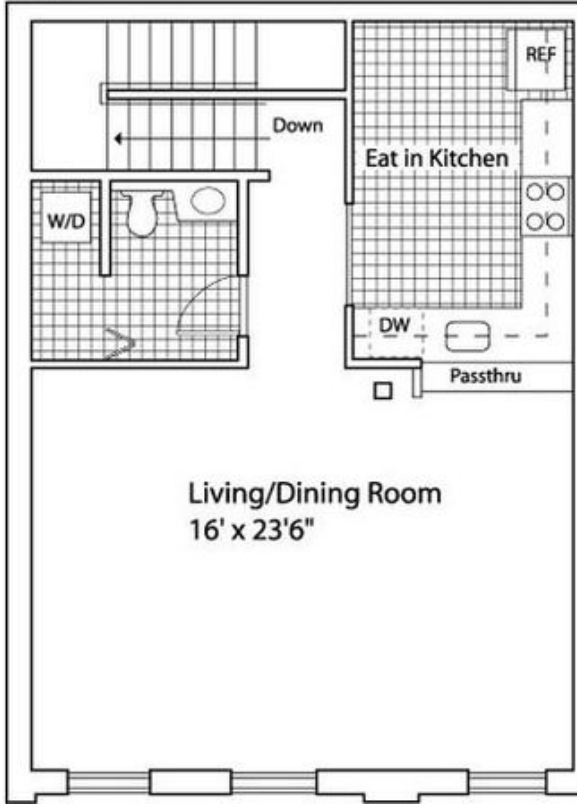 REF
Down
Eat in Kitchen
W/D
DW
Passthru
Living/Dining Room
16' x 23'6"